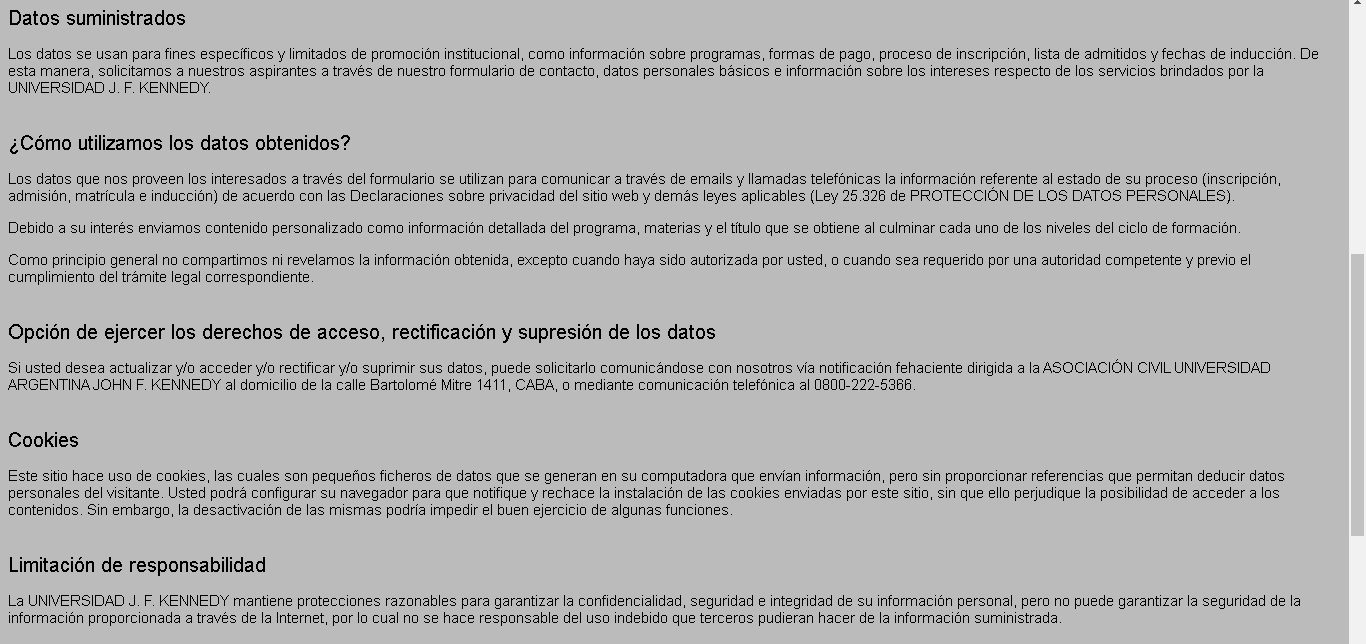 Datos suministrados
Los datos se usan para fines específicos y limitados de promoción institucional, como información sobre programas, formas de pago, proceso de inscripción, lista de admitidos y fechas de inducción. De
esta manera, solicitamos a nuestros aspirantes a través de nuestro formulario de contacto, datos personales básicos e información sobre los intereses respecto de los servicios brindados por la
UNIVERSIDAD J. F. KENNEDY.
¿Cómo utilizamos los datos obtenidos?
Los datos que nos proveen los interesados a través del formulario se utilizan para comunicar a través de emails y llamadas telefónicas la información referente al estado de su proceso (inscripción,
admisión, matrícula e inducción) de acuerdo con las Declaraciones sobre privacidad del sitio web y demás leyes aplicables (Ley 25.326 de PROTECCIÓN DE LOS DATOS PERSONALES).
Debido a su interés enviamos contenido personalizado como información detallada del programa, materias y el título que se obtiene al culminar cada uno de los niveles del ciclo de formación.
Como principio general no compartimos ni revelamos la información obtenida, excepto cuando haya sido autorizada por usted, o cuando sea requerido por una autoridad competente y previo el
cumplimiento del trámite legal correspondiente.
Opción de ejercer los derechos de acceso, rectificación y supresión de los datos
Si usted desea actualizar y/o acceder y/o rectificar y/o suprimir sus datos, puede solicitarlo comunicándose con nosotros vía notificación fehaciente dirigida a la ASOCIACIÓN CIVIL UNIVERSIDAD
ARGENTINA JOHN F. KENNEDY al domicilio de la calle Bartolomé Mitre 1411, CABA, o mediante comunicación telefónica al 0800-222-5366.
Cookies
Este sitio hace uso de cookies, las cuales son pequeños ficheros de datos que se generan en su computadora que envían información, pero sin proporcionar referencias que permitan deducir datos
personales del visitante. Usted podrá configurar su navegador para que notifique y rechace la instalación de las cookies enviadas por este sitio, sin que ello perjudique la posibilidad de acceder a los
contenidos. Sin embargo, la desactivación de las mismas podría impedir el buen ejercicio de algunas funciones.
Limitación de responsabilidad
La UNIVERSIDAD J. F. KENNEDY mantiene protecciones razonables para garantizar la confidencialidad, seguridad e integridad de su información personal, pero no puede garantizar la seguridad de la
información proporcionada a través de la Internet, por lo cual no se hace responsable del uso indebido que terceros pudieran hacer de la información suministrada.